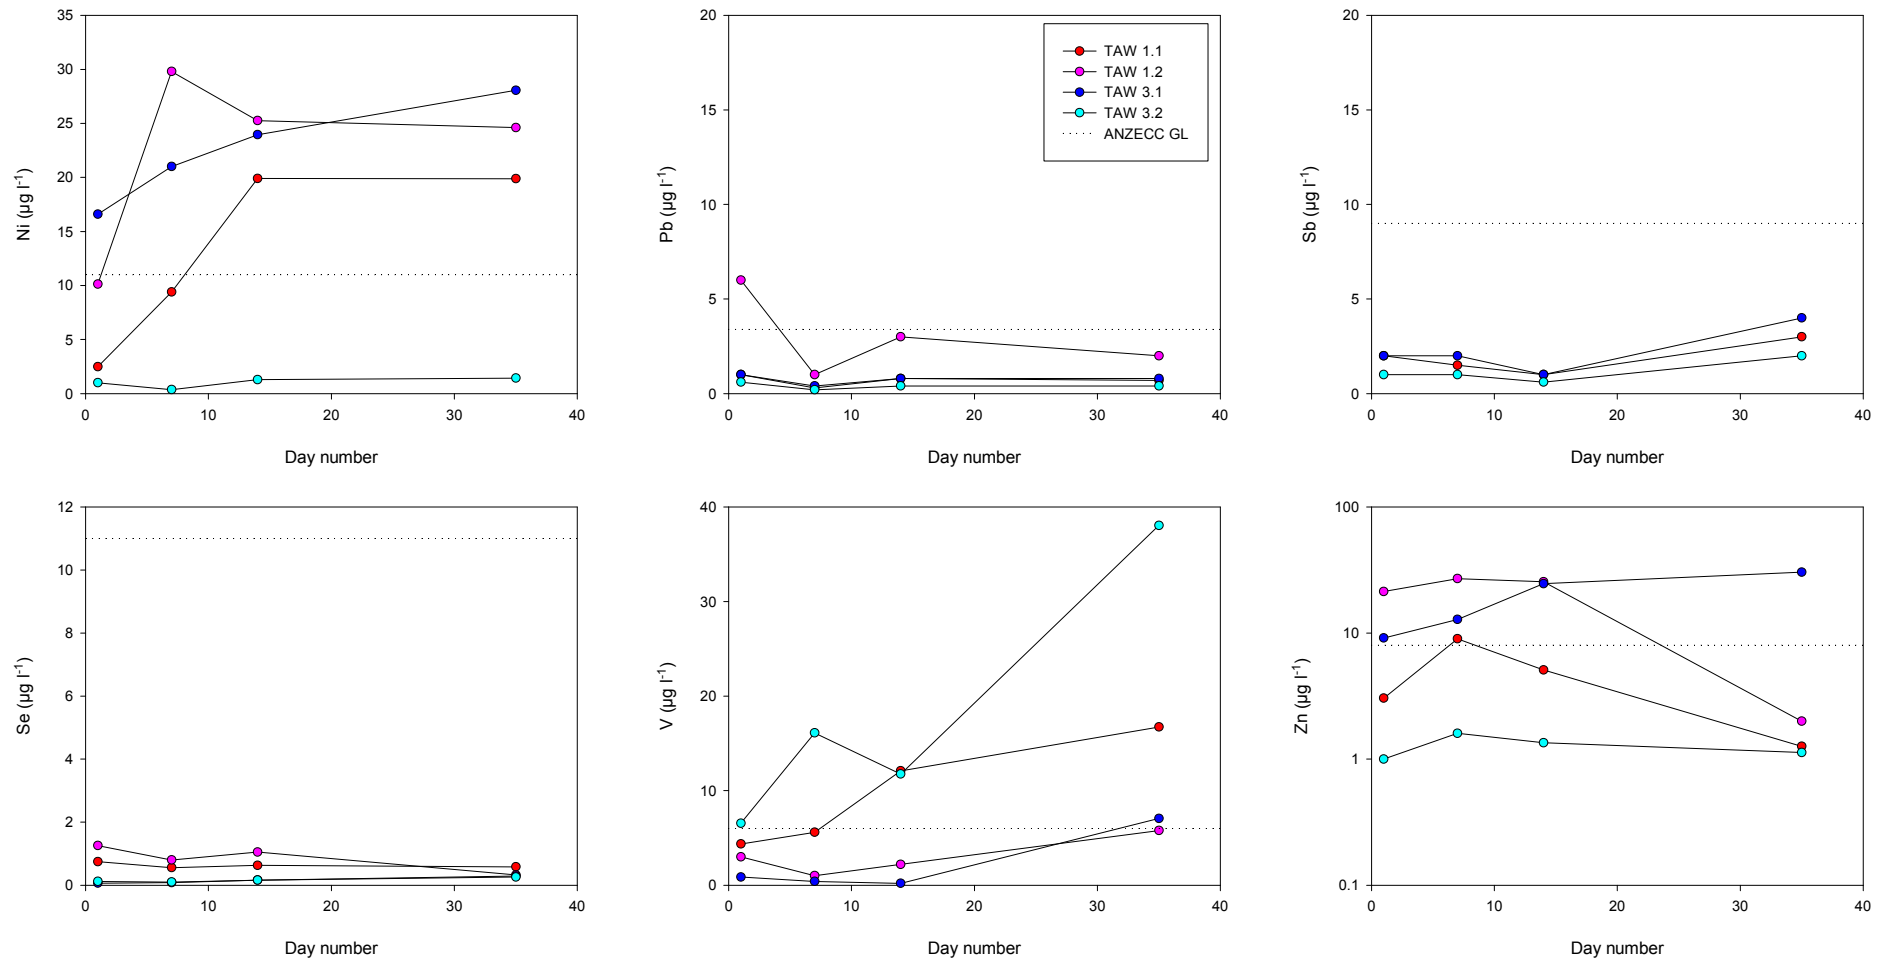 35
30
25
20
15
10
5
0
Ni (µg l-1)
0 10 20 30 40
Day number
20
15
10
5
0
Pb (µg l-1)
TAW 1.1
TAW 1.2
TAW 3.1
TAW 3.2
ANZECC GL
0 10 20 30 40
Day number
20
15
10
5
0
Sb (µg l-1)
0 10 20 30 40
Day number
12
10
8
6
4
2
0
Se (µg l-1)
0 10 20 30 40
Day number
40
30
20
10
0
V (µg l-1)
0 10 20 30 40
Day number
100
10
1
0.1
Zn (µg l-1)
0 10 20 30 40
Day number